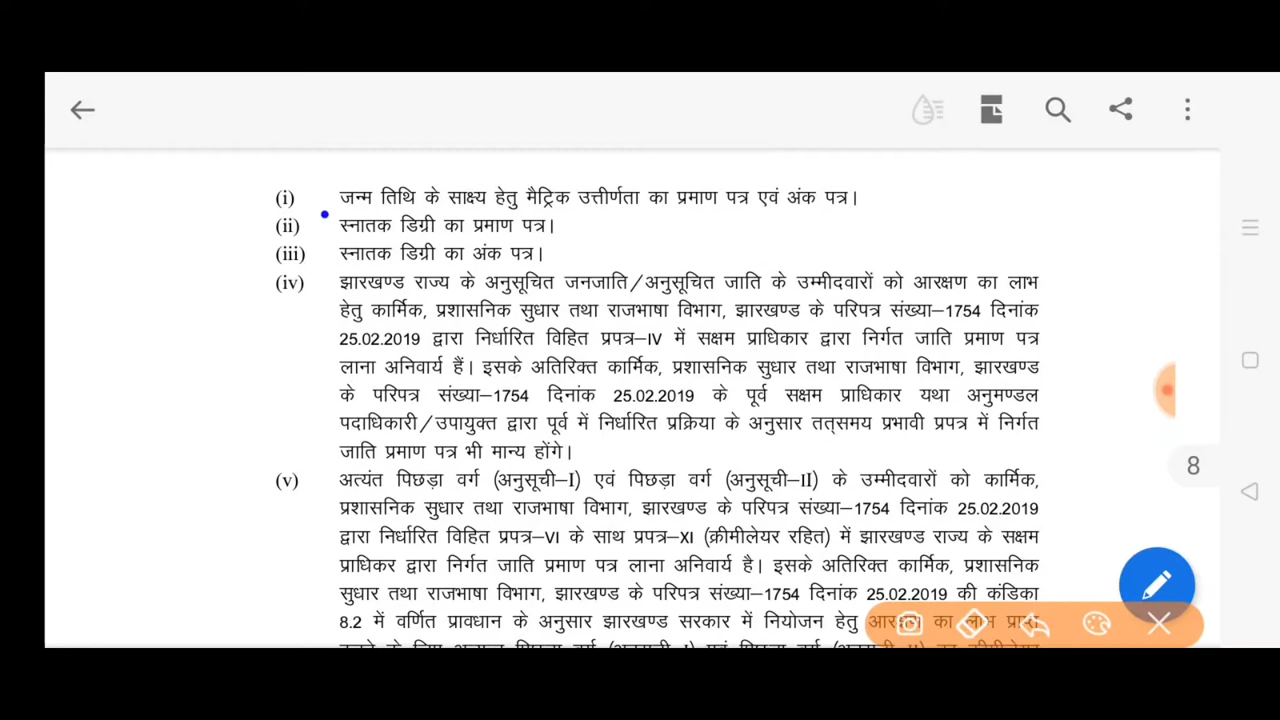 (i) जन्म तिथि के साक्ष्य हेतु मैट्रिक उत्तीर्णता का प्रमाण पत्र एवं अंक पत्र।
(ii) स्नातक डिग्री का प्रमाण पत्र।
(iii) स्नातक डिग्री का अंक पत्र।
(iv) झारखण्ड राज्य के अनुसूचित जनजाति/अनुसूचित जाति के उम्मीदवारों को आरक्षण का लाभ
हेतु कार्मिक, प्रशासनिक सुधार तथा राजभाषा विभाग, झारखण्ड के परिपत्र संख्या–1754 दिनांक
25.02.2019 द्वारा निर्धारित विहित प्रपत्र–IV में सक्षम प्राधिकार द्वारा निर्गत जाति प्रमाण पत्र
लाना अनिवार्य हैं। इसके अतिरिक्त कार्मिक, प्रशासनिक सुधार तथा राजभाषा विभाग, झारखण्ड
के परिपत्र संख्या–1754 दिनांक 25.02.2019 के पूर्व सक्षम प्राधिकार यथा अनुमण्डल
पदाधिकारी/उपायुक्त द्वारा पूर्व में निर्धारित प्रक्रिया के अनुसार तत्समय प्रभावी प्रपत्र में निर्गत
जाति प्रमाण पत्र भी मान्य होंगे।
(v) अत्यंत पिछड़ा वर्ग (अनुसूची–I) एवं पिछड़ा वर्ग (अनुसूची–II) के उम्मीदवारों को कार्मिक,
प्रशासनिक सुधार तथा राजभाषा विभाग, झारखण्ड के परिपत्र संख्या–1754 दिनांक 25.02.2019
द्वारा निर्धारित विहित प्रपत्र–VI के साथ प्रपत्र–XI (क्रीमीलेयर रहित) में झारखण्ड राज्य के सक्षम
प्राधिकर द्वारा निर्गत जाति प्रमाण पत्र लाना अनिवार्य है। इसके अतिरिक्त कार्मिक, प्रशासनिक
सुधार तथा राजभाषा विभाग, झारखण्ड के परिपत्र संख्या–1754 दिनांक 25.02.2019 की कंडिका
8.2 में वर्णित प्रावधान के अनुसार झारखण्ड सरकार में नियोजन हेतु आरक्षण का लाभ प्राप्त
8